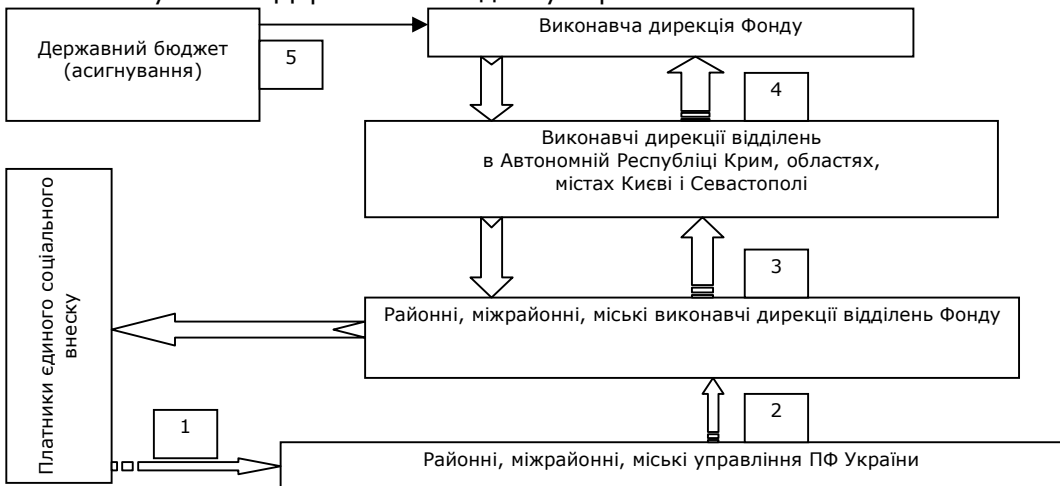 Державний бюджет
(асигнування)
5
Виконавча дирекція Фонду
4
Виконавчі дирекції відділень
в Автономній Республіці Крим, областях,
містах Києві і Севастополі
Платники єдиного соціального
внеску
3
Районні, міжрайонні, міські виконавчі дирекції відділень Фонду
1
2
Районні, міжрайонні, міські управління ПФ України